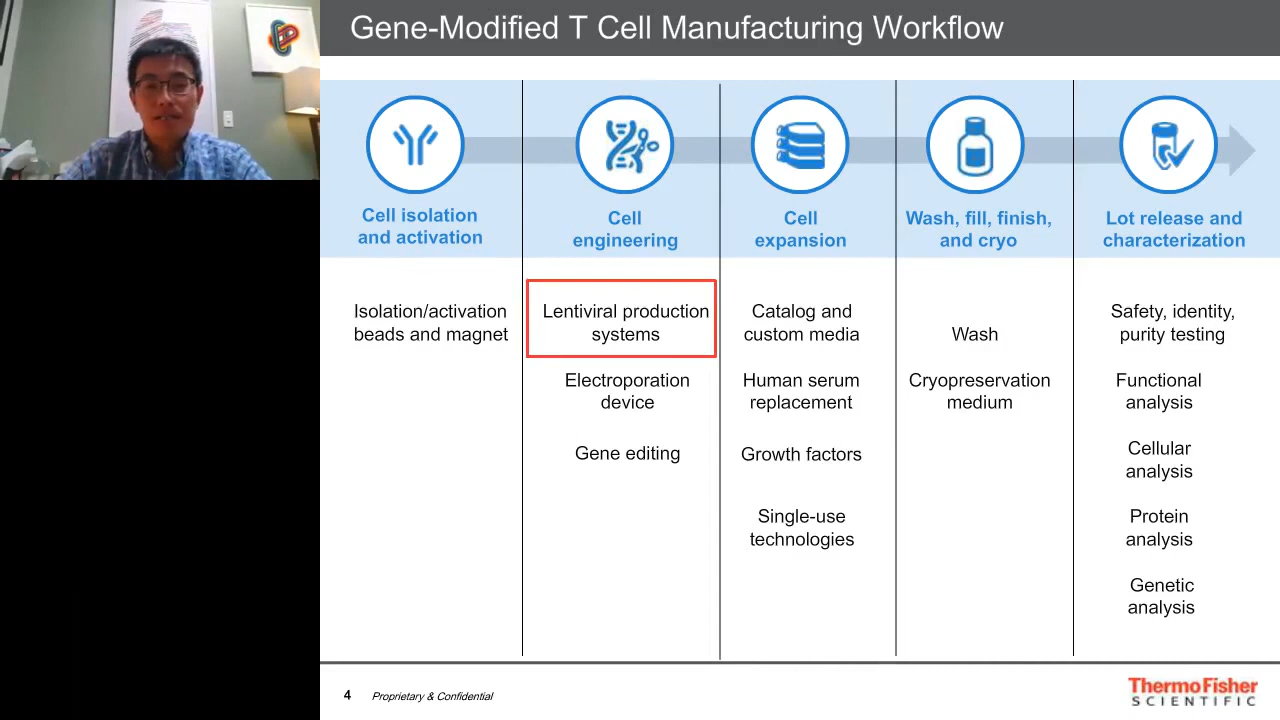 Gene-Modified T Cell Manufacturing Workflow
Cell isolation
and activation
Cell
engineering
Cell
expansion
Wash, fill, finish,
and cryo
Lot release and
characterization
Isolation/activation
beads and magnet
Lentiviral production
systems
Electroporation
device
Gene editing
Catalog and
custom media
Human serum
replacement
Growth factors
Single-use
technologies
Wash
Cryopreservation
medium
Safety, identity,
purity testing
Functional
analysis
Cellular
analysis
Protein
analysis
Genetic
analysis
4 Proprietary & Confidential
ThermoFisher
SCIENTIFIC